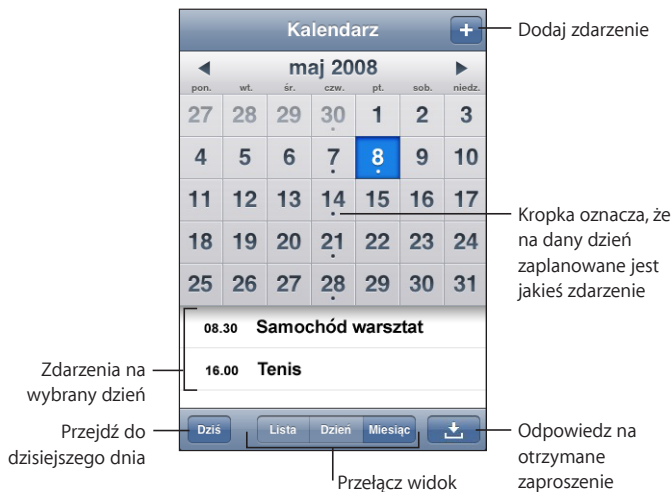 Kalendarz
Dodaj zdarzenie
maj 2008
pon. wt. śr. czw. pt. sob. niedz.
27 28 29 30 1 2 3
4 5 6 7 8 9 10
11 12 13 14 15 16 17
18 19 20 21 22 23 24
25 26 27 28 29 30 31
Kropka oznacza, że
na dany dzień
zaplanowane jest
jakieś zdarzenie
08.30 Samochód warsztat
16.00 Tenis
Zdarzenia na
wybrany dzień
Dziś Lista Dzień Miesiąc
Przejdź do
dzisiejszego dnia
Przełącz widok
Odpowiedz na
otrzymane
zaproszenie